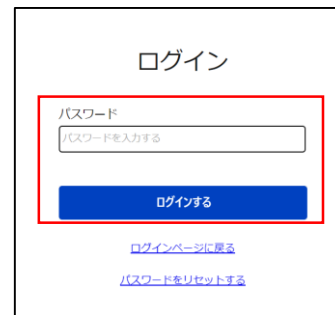 ログイン
パスワード
パスワードを入力する
ログインする
ログインページに戻る
パスワードをリセットする